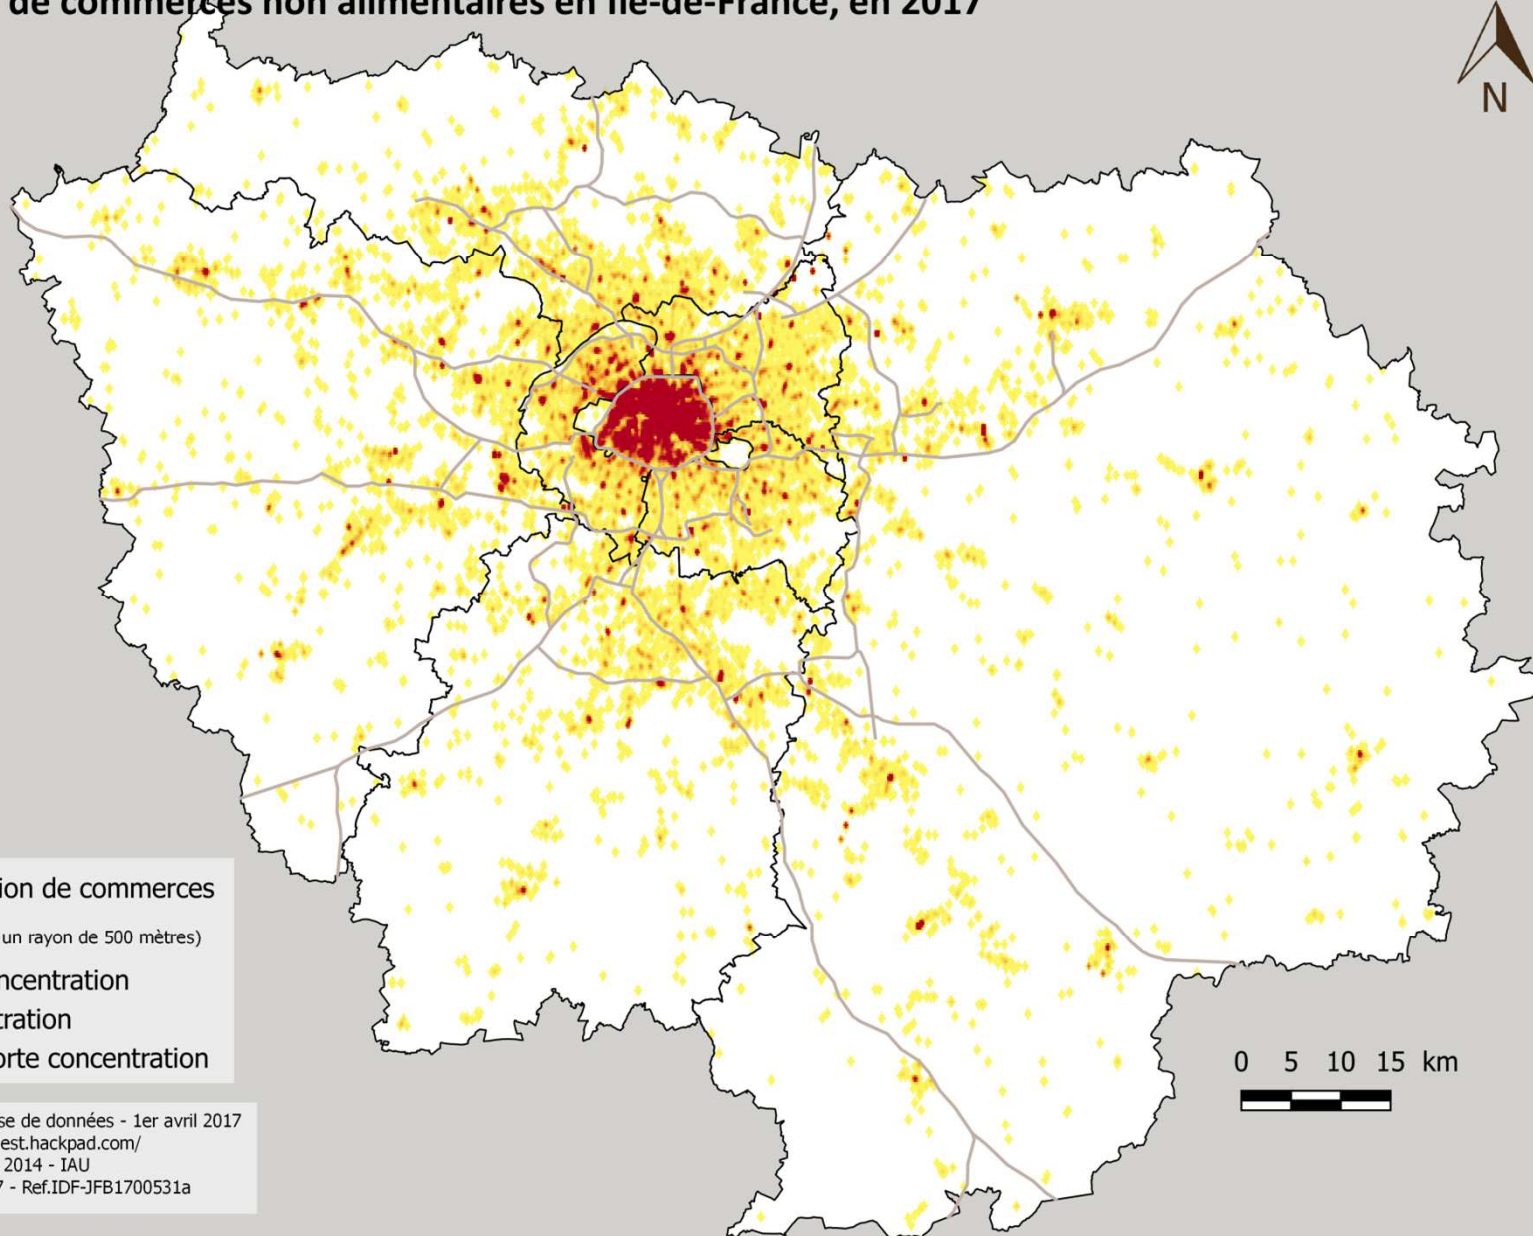 de commerces non alimentaires en Île-de-France, en 2017
N
ion de commerces
un rayon de 500 mètres)
ncentration
tration
orte concentration
0 5 10 15 km
se de données - 1er avril 2017
est.hackpad.com/
2014 - IAU
7 - Ref.IDF-JFB1700531a